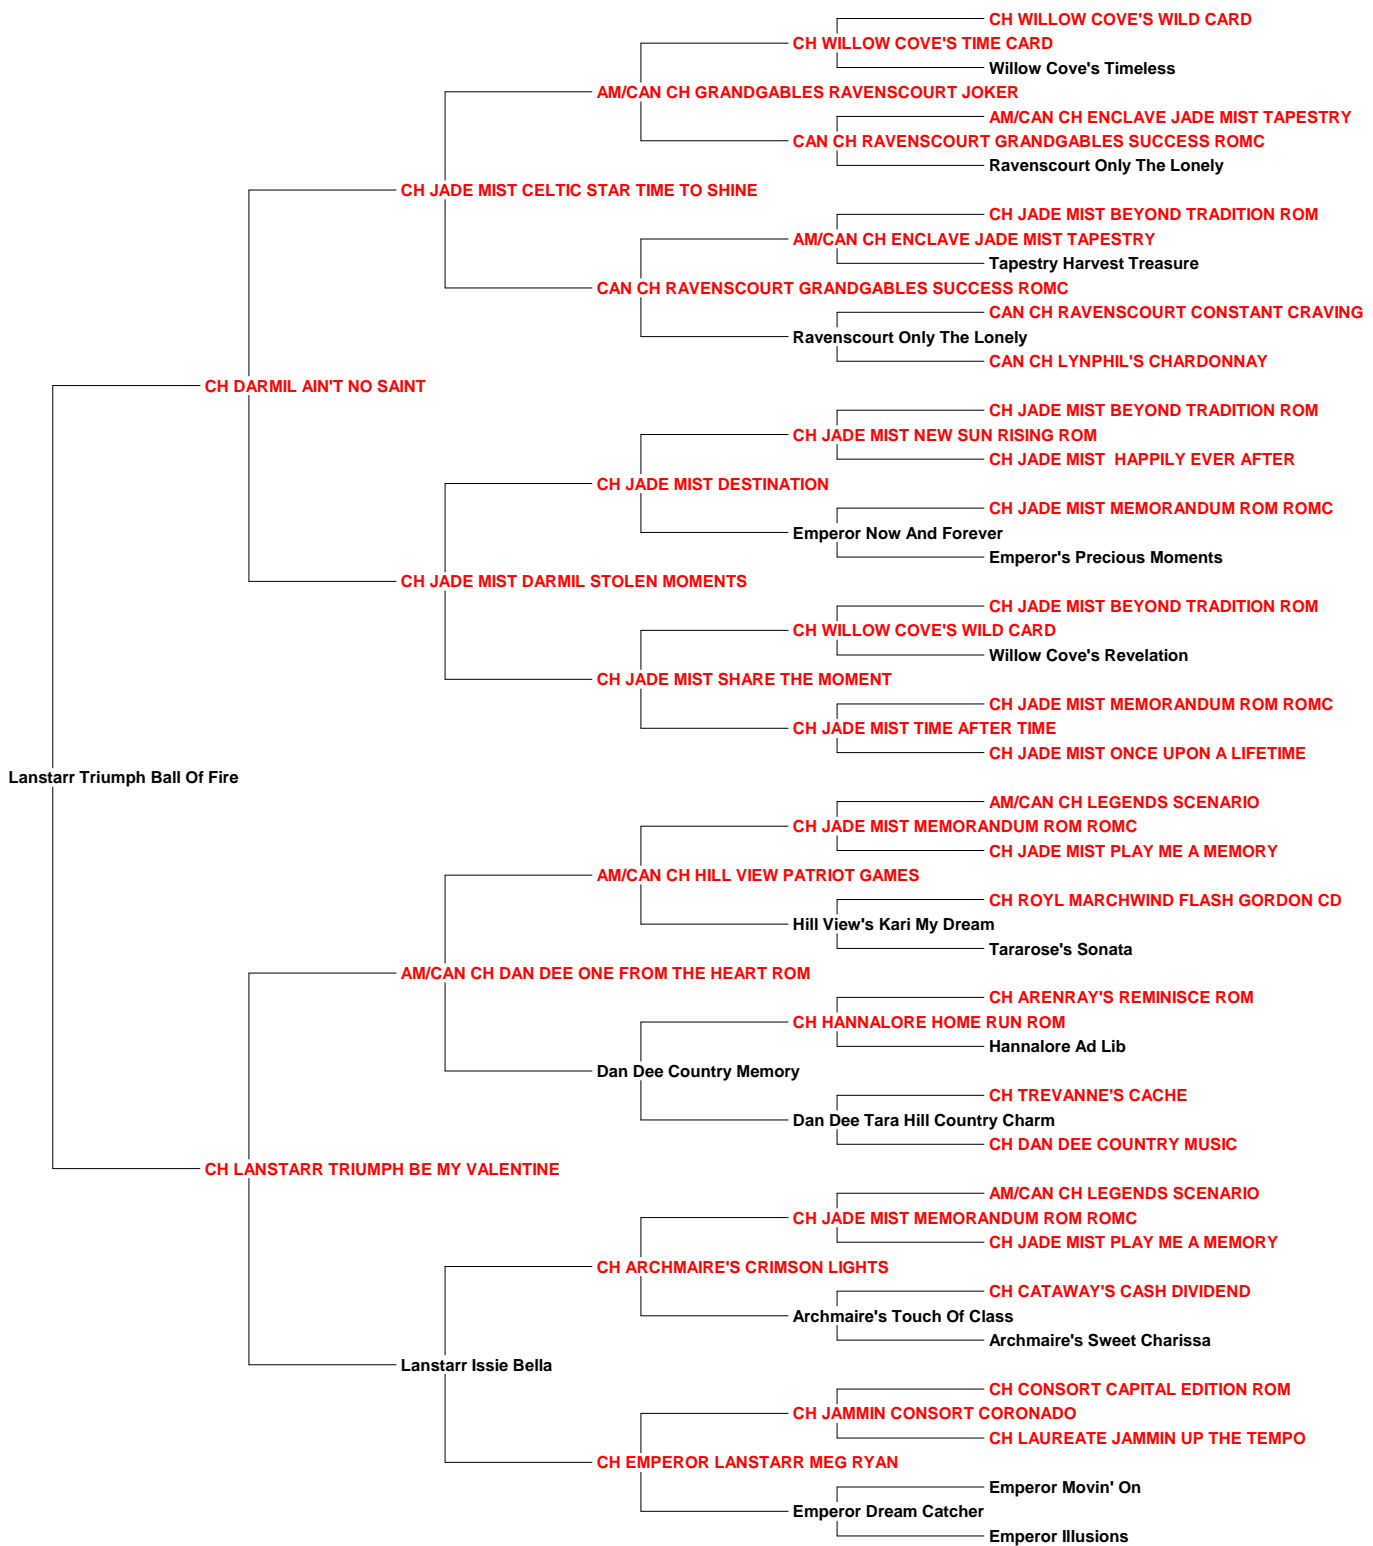 CH WILLOW COVE'S WILD CARD
CH WILLOW COVE'S TIME CARD
Willow Cove's Timeless
AM/CAN CH GRANDGABLES RAVENSCOURT JOKER
AM/CAN CH ENCLAVE JADE MIST TAPESTRY
CAN CH RAVENSCOURT GRANDGABLES SUCCESS ROMC
Ravenscourt Only The Lonely
CH JADE MIST CELTIC STAR TIME TO SHINE
CH JADE MIST BEYOND TRADITION ROM
AM/CAN CH ENCLAVE JADE MIST TAPESTRY
Tapestry Harvest Treasure
CAN CH RAVENSCOURT GRANDGABLES SUCCESS ROMC
CAN CH RAVENSCOURT CONSTANT CRAVING
Ravenscourt Only The Lonely
CAN CH LYNPHIL'S CHARDONNAY
CH DARMIL AIN'T NO SAINT
CH JADE MIST BEYOND TRADITION ROM
CH JADE MIST NEW SUN RISING ROM
CH JADE MIST  HAPPILY EVER AFTER
CH JADE MIST DESTINATION
CH JADE MIST MEMORANDUM ROM ROMC
Emperor Now And Forever
Emperor's Precious Moments
CH JADE MIST DARMIL STOLEN MOMENTS
CH JADE MIST BEYOND TRADITION ROM
CH WILLOW COVE'S WILD CARD
Willow Cove's Revelation
CH JADE MIST SHARE THE MOMENT
CH JADE MIST MEMORANDUM ROM ROMC
CH JADE MIST TIME AFTER TIME
CH JADE MIST ONCE UPON A LIFETIME
Lanstarr Triumph Ball Of Fire
AM/CAN CH LEGENDS SCENARIO
CH JADE MIST MEMORANDUM ROM ROMC
CH JADE MIST PLAY ME A MEMORY
AM/CAN CH HILL VIEW PATRIOT GAMES
CH ROYL MARCHWIND FLASH GORDON CD
Hill View's Kari My Dream
Tararose's Sonata
AM/CAN CH DAN DEE ONE FROM THE HEART ROM
CH ARENRAY'S REMINISCE ROM
CH HANNALORE HOME RUN ROM
Hannalore Ad Lib
Dan Dee Country Memory
CH TREVANNE'S CACHE
Dan Dee Tara Hill Country Charm
CH DAN DEE COUNTRY MUSIC
CH LANSTARR TRIUMPH BE MY VALENTINE
AM/CAN CH LEGENDS SCENARIO
CH JADE MIST MEMORANDUM ROM ROMC
CH JADE MIST PLAY ME A MEMORY
CH ARCHMAIRE'S CRIMSON LIGHTS
CH CATAWAY'S CASH DIVIDEND
Archmaire's Touch Of Class
Archmaire's Sweet Charissa
Lanstarr Issie Bella
CH CONSORT CAPITAL EDITION ROM
CH JAMMIN CONSORT CORONADO
CH LAUREATE JAMMIN UP THE TEMPO
CH EMPEROR LANSTARR MEG RYAN
Emperor Movin' On
Emperor Dream Catcher
Emperor Illusions